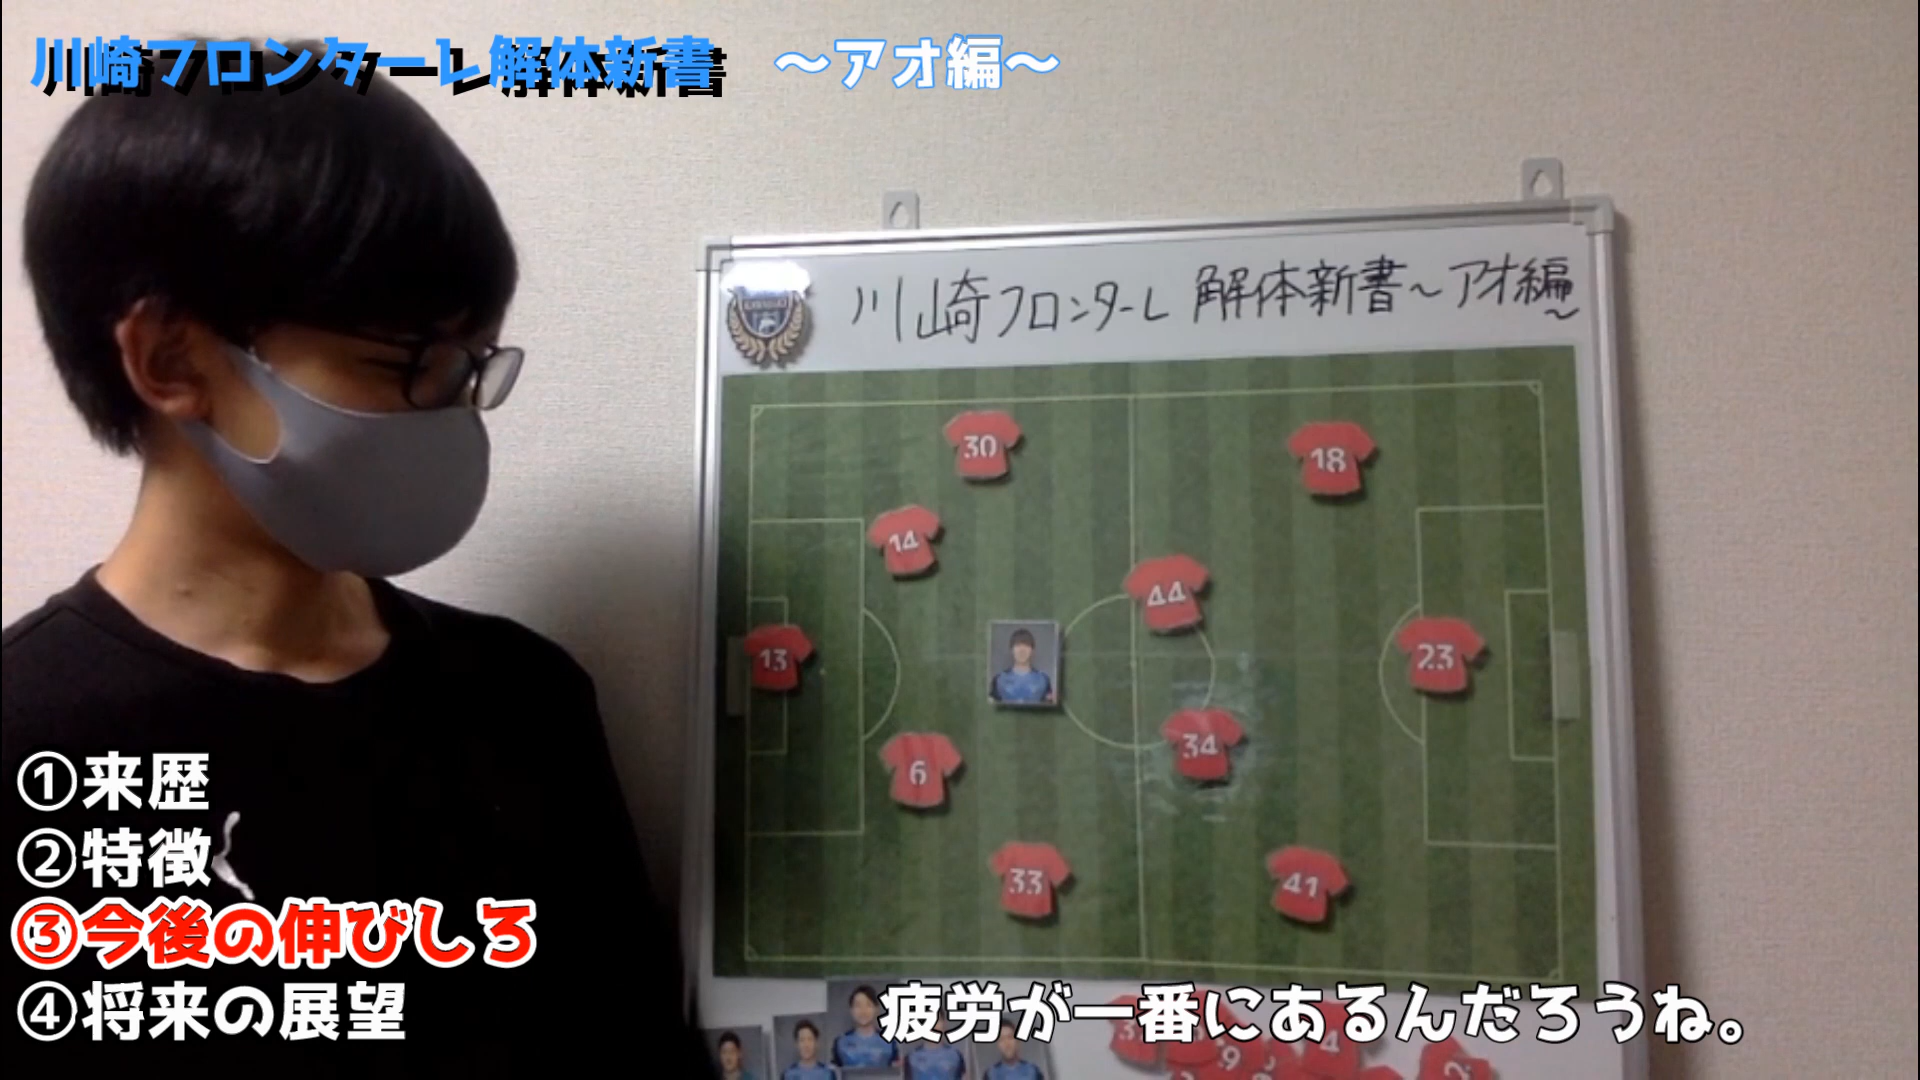 川崎フロンターレ解体新書 〜アオ編〜
川崎フロンターレ 解体新書〜アオ編〜
30
18
14
44
13
23
34
6
33
41
①来歴
②特徴
③今後の伸びしろ
④将来の展望
疲労が一番にあるんだろうね。